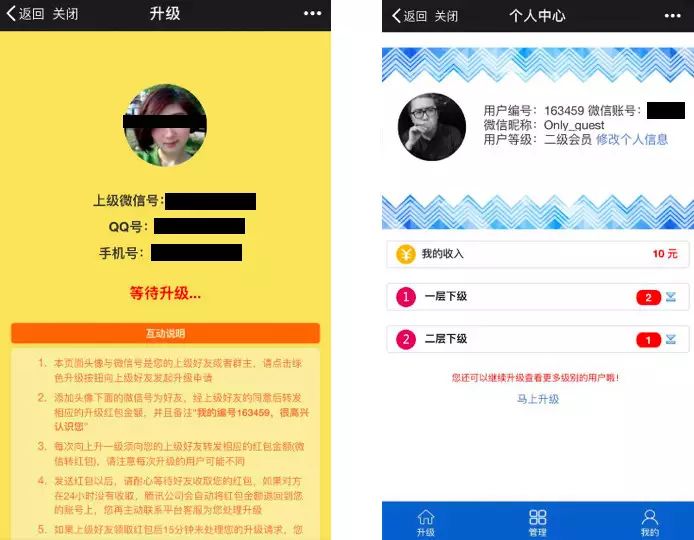 返回 关闭
升级
上级微信号:
QQ号:
手机号:
等待升级...
互动说明
1. 本页面头像与微信号是您的上级好友或者群主，请点击绿
色升级按钮向上级好友发起升级申请
2. 添加头像下面的微信号为好友，经上级好友的同意后转发
相应的升级红包金额，并且备注"我的编号163459，很高兴
认识您"
3. 每次向上升一级须向您的上级好友转发相应的红包金额(微
信转红包)，请注意每次升级的用户可能不同
4. 发送红包以后，请耐心等待好友收取您的红包，如果对方
在24小时没有收取，腾讯公司会自动将红包金额退回到您
的账号上，您再主动联系平台客服为您处理升级
5. 如果上级好友领取红包后15分钟未处理您的升级请求，您
返回 关闭
个人中心
用户编号：163459 微信账号：
微信昵称：Only_guest
用户等级：二级会员 修改个人信息
¥ 我的收入 10 元
1 一层下级 2
2 二层下级 1
您还可以继续升级查看更多级别的用户哦!
马上升级
升级 管理 我的